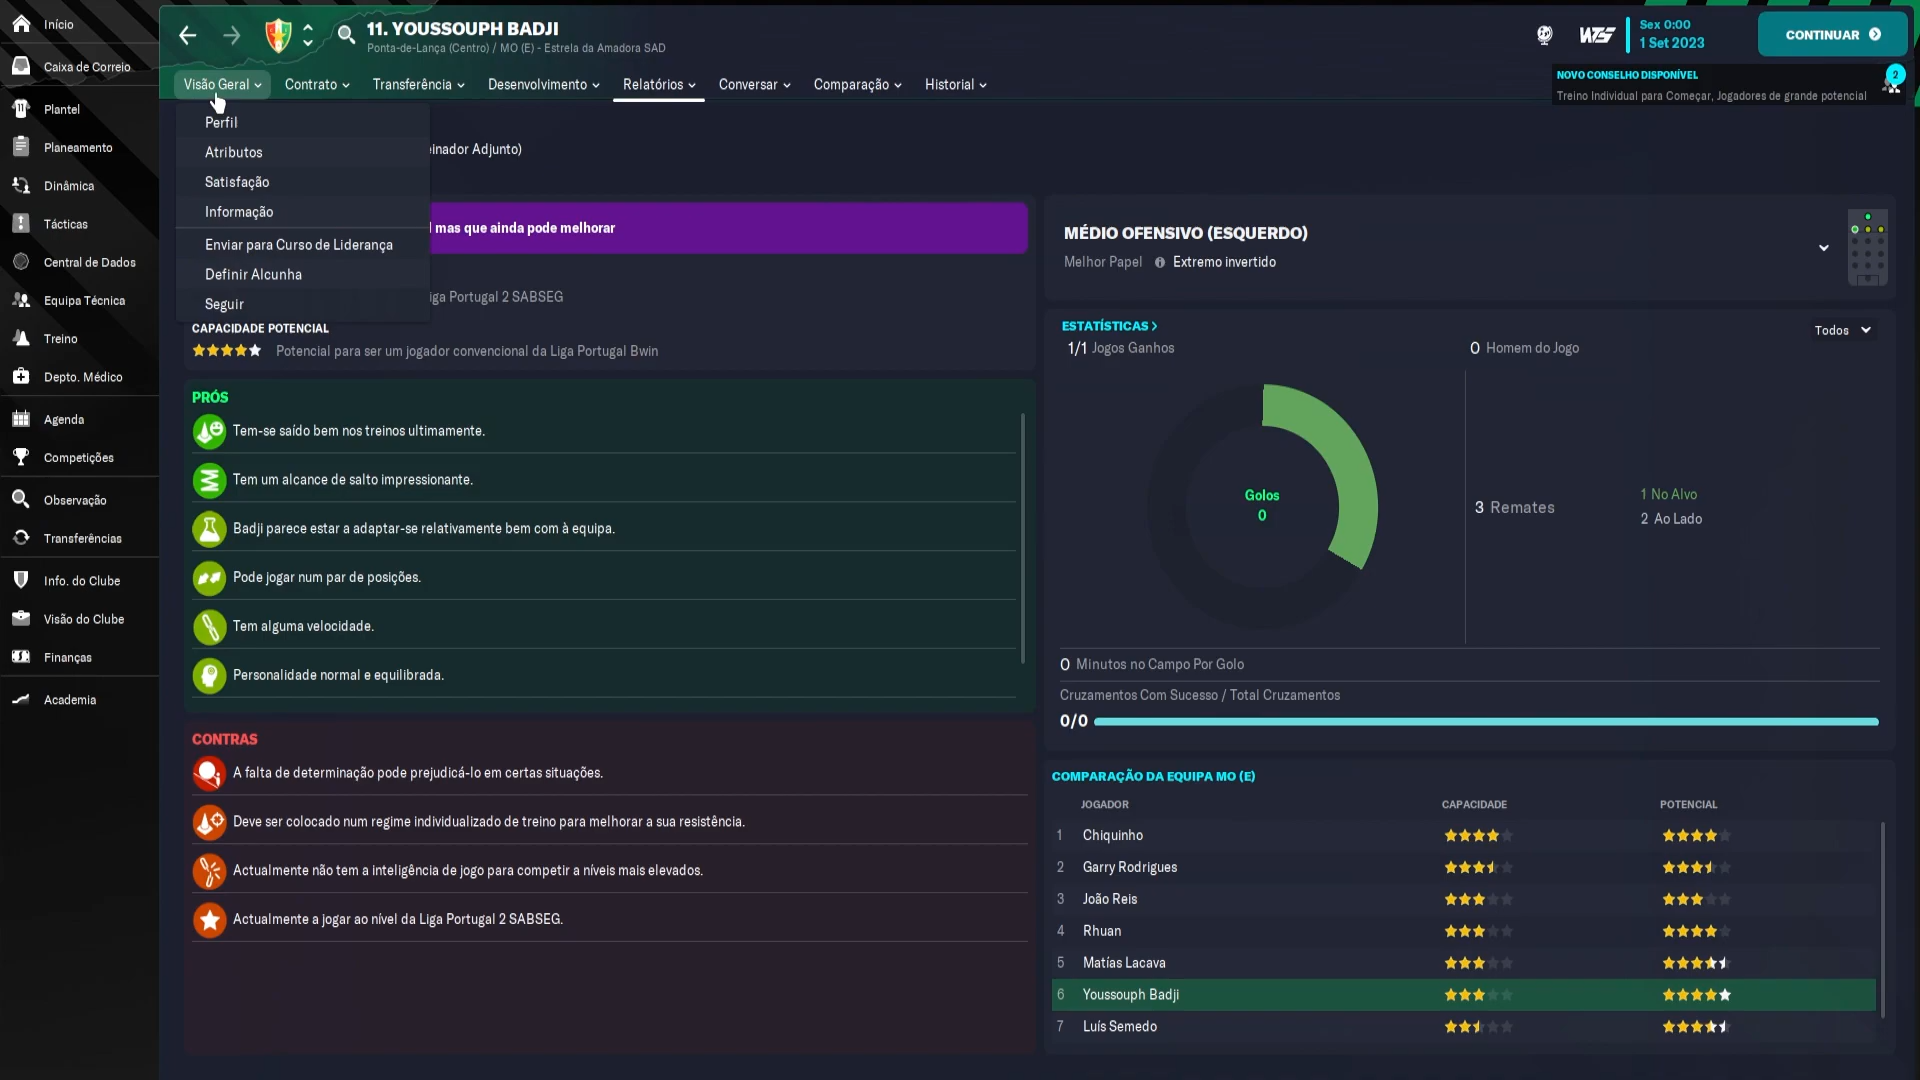 Início
Caixa de Correio
Plantel
Planeamento
Dinâmica
Tácticas
Central de Dados
Equipa Técnica
Treino
Depto. Médico
Agenda
Competições
Observação
Transferências
Info. do Clube
Visão do Clube
Finanças
Academia
11. YOUSSOUPH BADJI
Ponta-de-Lança (Centro) / MO (E) - Estrela da Amadora SAD
Sex 0:00
1 Set 2023
CONTINUAR
Visão Geral
Contrato
Transferência
Desenvolvimento
Relatórios
Conversar
Comparação
Historial
NOVO CONSELHO DISPONÍVEL
2
Treino Individual para Começar, Jogadores de grande potencial
Perfil
Atributos
Satisfação
Informação
Enviar para Curso de Liderança
Definir Alcunha
Seguir
einador Adjunto)
mas que ainda pode melhorar
iga Portugal 2 SABSEG
CAPACIDADE POTENCIAL
Potencial para ser um jogador convencional da Liga Portugal Bwin
PRÓS
Tem-se saído bem nos treinos ultimamente.
Tem um alcance de salto impressionante.
Badji parece estar a adaptar-se relativamente bem com à equipa.
Pode jogar num par de posições.
Tem alguma velocidade.
Personalidade normal e equilibrada.
CONTRAS
A falta de determinação pode prejudicá-lo em certas situações.
Deve ser colocado num regime individualizado de treino para melhorar a sua resistência.
Actualmente não tem a inteligência de jogo para competir a níveis mais elevados.
Actualmente a jogar ao nível da Liga Portugal 2 SABSEG.
MÉDIO OFENSIVO (ESQUERDO)
Melhor Papel Extremo invertido
ESTATÍSTICAS >
Todos
1/1 Jogos Ganhos
0 Homem do Jogo
Golos
0
3 Remates
1 No Alvo
2 Ao Lado
0 Minutos no Campo Por Golo
Cruzamentos Com Sucesso / Total Cruzamentos
0/0
COMPARAÇÃO DA EQUIPA MO (E)
JOGADOR CAPACIDADE POTENCIAL
1 Chiquinho
2 Garry Rodrigues
3 João Reis
4 Rhuan
5 Matías Lacava
6 Youssouph Badji
7 Luís Semedo